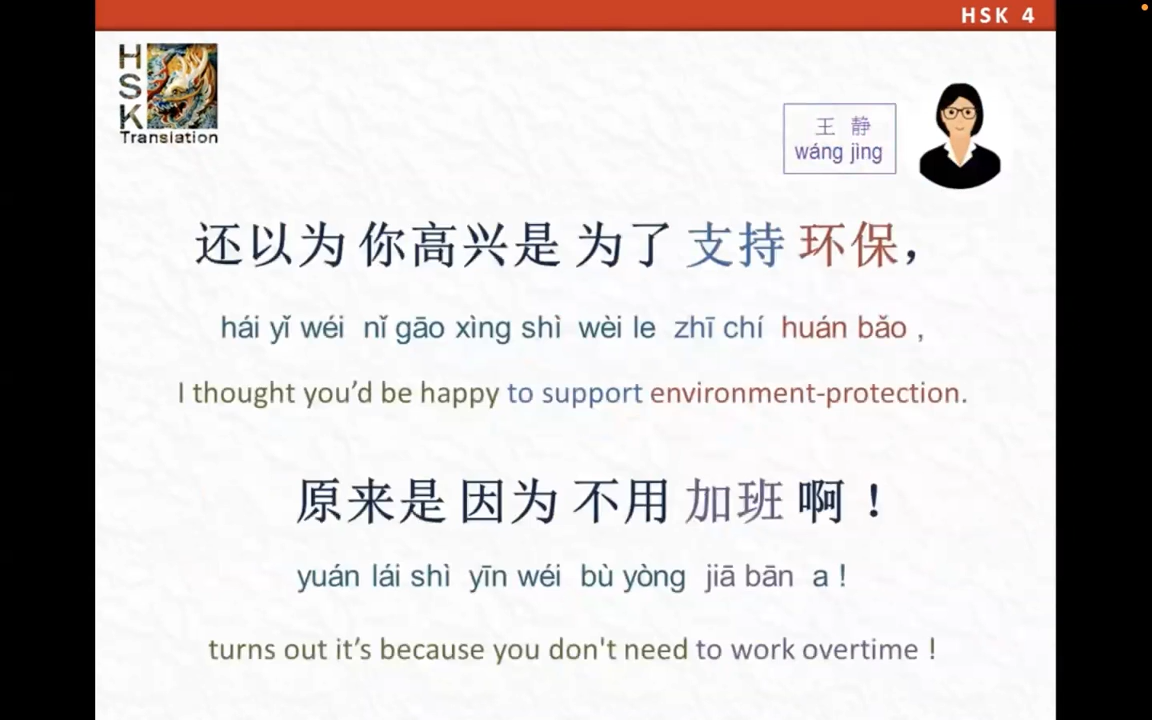 HSK 4
HSK
Translation
王 静
wáng jìng
还以为 你高兴是 为了 支持 环保，
hái yǐ wéi nǐ gāo xìng shì wèi le zhī chí huán bǎo ,
I thought you’d be happy to support environment-protection.
原来是 因为 不用 加班 啊！
yuán lái shì yīn wéi bù yòng jiā bān a !
turns out it’s because you don't need to work overtime !